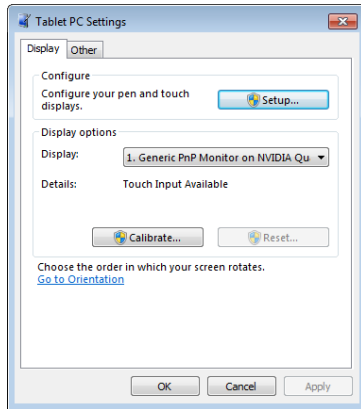 Tablet PC Settings
Display Other
Configure
Configure your pen and touch
displays.
Setup...
Display options
Display: 1. Generic PnP Monitor on NVIDIA Qu
Details: Touch Input Available
Calibrate... Reset...
Choose the order in which your screen rotates.
Go to Orientation
OK Cancel Apply